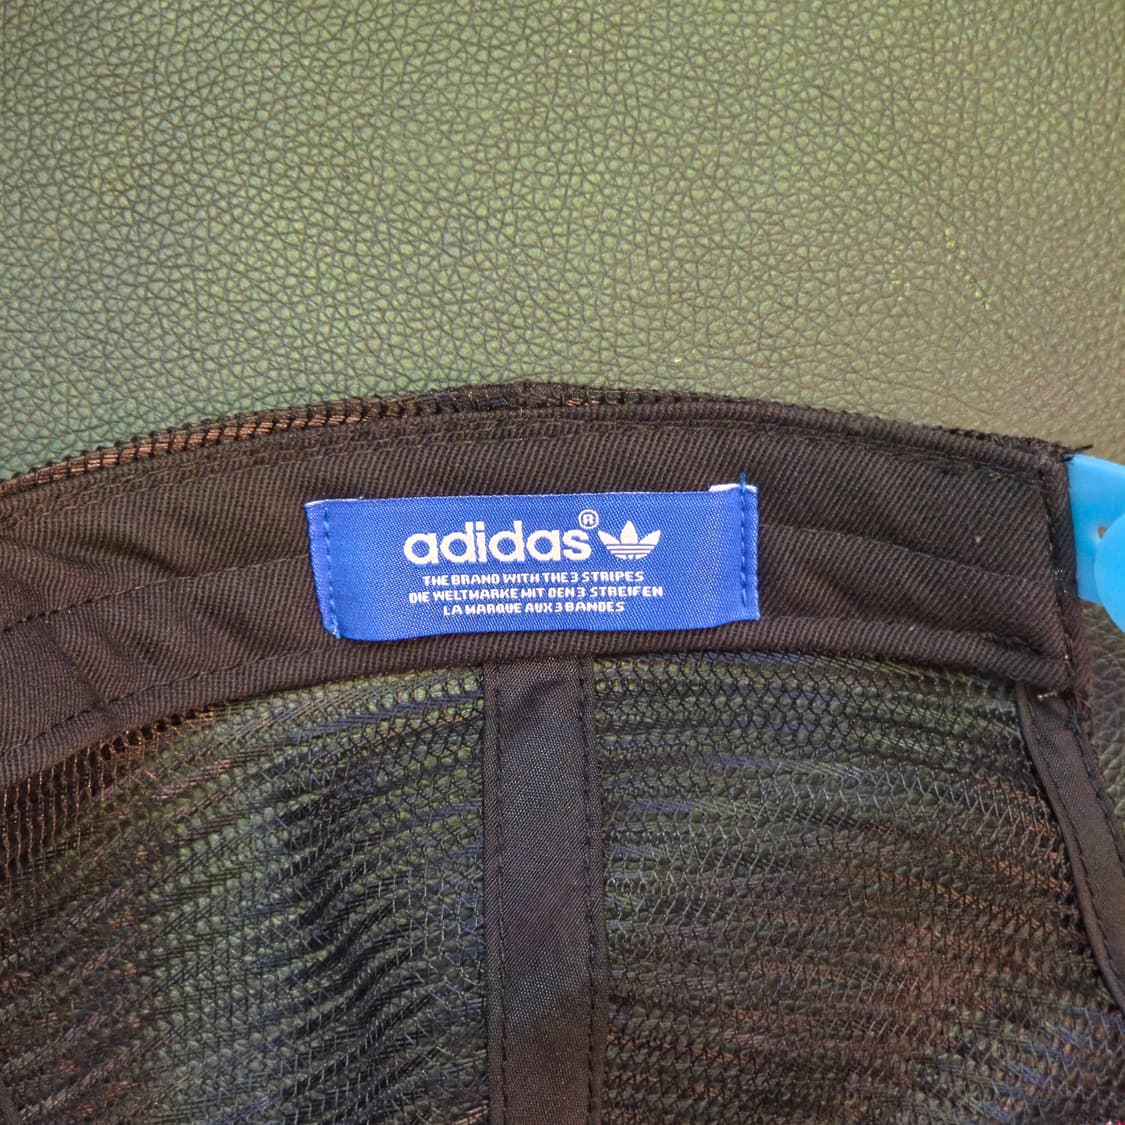 adidas®
THE BRAND WITH THE 3 STRIPES
DIE WELTMARKE MIT DEN 3 STREIFEN
LA MARQUE AUX 3 BANDES